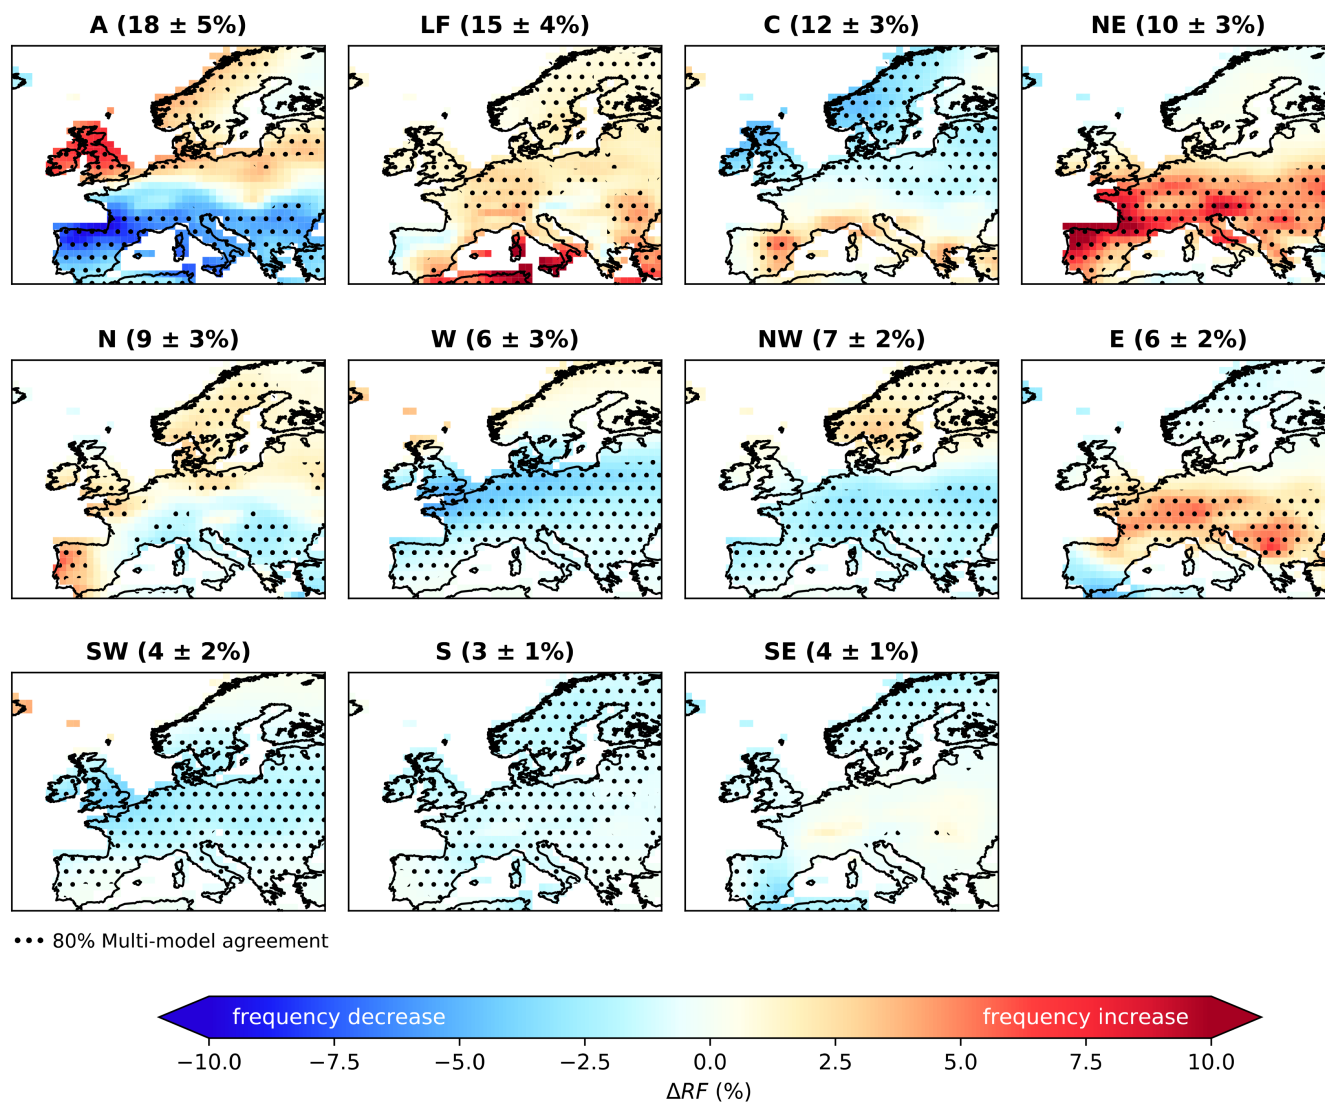 A (18 ± 5%)
LF (15 ± 4%)
C (12 ± 3%)
NE (10 ± 3%)
N (9 ± 3%)
W (6 ± 3%)
NW (7 ± 2%)
E (6 ± 2%)
SW (4 ± 2%)
S (3 ± 1%)
SE (4 ± 1%)
80% Multi-model agreement
frequency decrease
frequency increase
−10.0 −7.5 −5.0 −2.5 0.0 2.5 5.0 7.5 10.0
ΔRF (%)